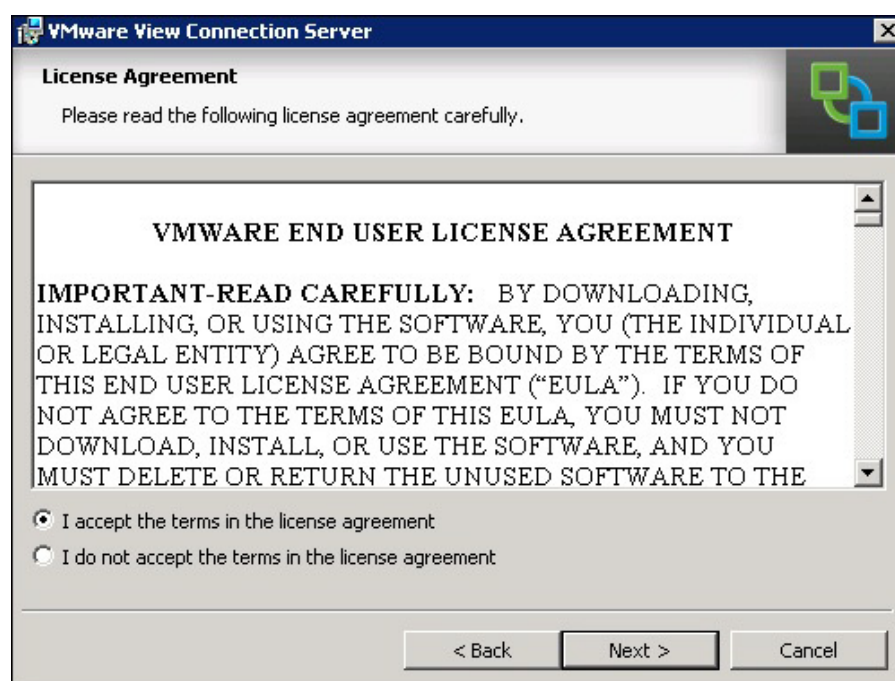 VMware View Connection Server
License Agreement
Please read the following license agreement carefully.
VMWARE END USER LICENSE AGREEMENT
IMPORTANT-READ CAREFULLY: BY DOWNLOADING,
INSTALLING, OR USING THE SOFTWARE, YOU (THE INDIVIDUAL
OR LEGAL ENTITY) AGREE TO BE BOUND BY THE TERMS OF
THIS END USER LICENSE AGREEMENT (“EULA”). IF YOU DO
NOT AGREE TO THE TERMS OF THIS EULA, YOU MUST NOT
DOWNLOAD, INSTALL, OR USE THE SOFTWARE, AND YOU
MUST DELETE OR RETURN THE UNUSED SOFTWARE TO THE
I accept the terms in the license agreement
I do not accept the terms in the license agreement
< Back Next > Cancel